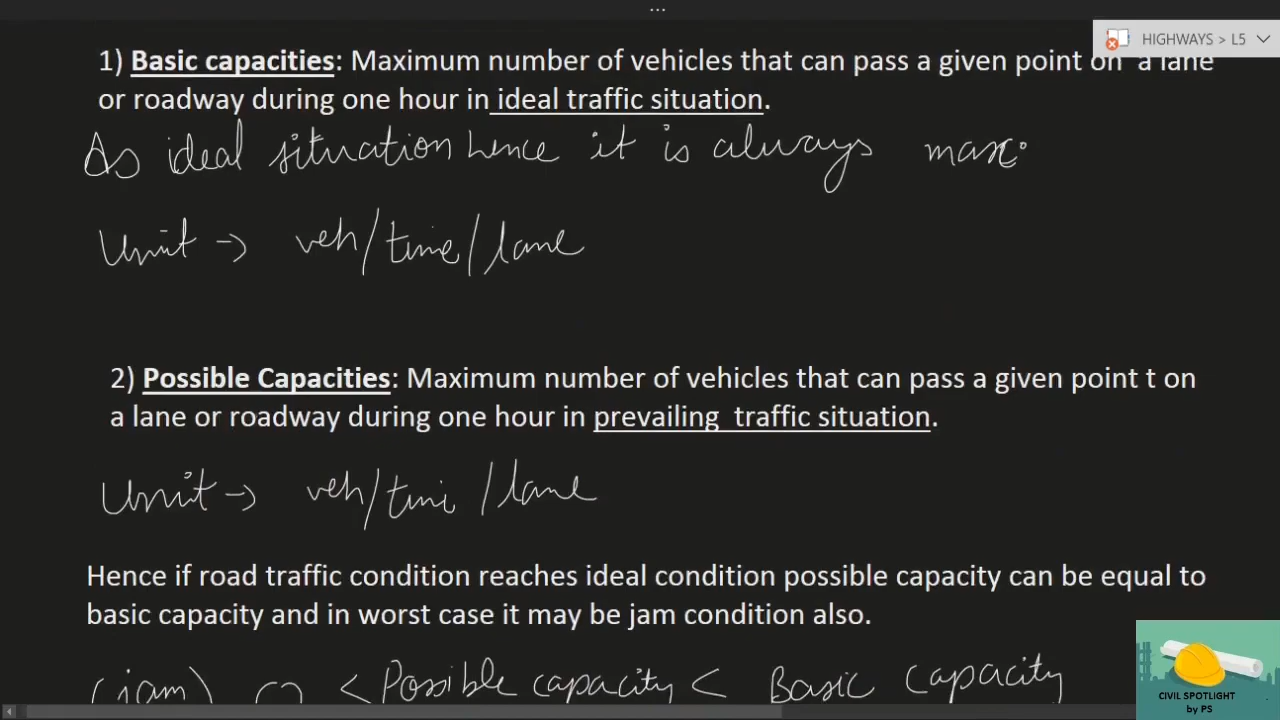 ...
HIGHWAYS > L5
1) Basic capacities: Maximum number of vehicles that can pass a given point on a lane
or roadway during one hour in ideal traffic situation.
As ideal situation hence it is always max.
Unit -> veh/time/lane
2) Possible Capacities: Maximum number of vehicles that can pass a given point t on
a lane or roadway during one hour in prevailing traffic situation.
Unit -> veh/time/lane
Hence if road traffic condition reaches ideal condition possible capacity can be equal to
basic capacity and in worst case it may be jam condition also.
(jam) < Possible capacity < Basic capacity
CIVIL SPOTLIGHT
by PS